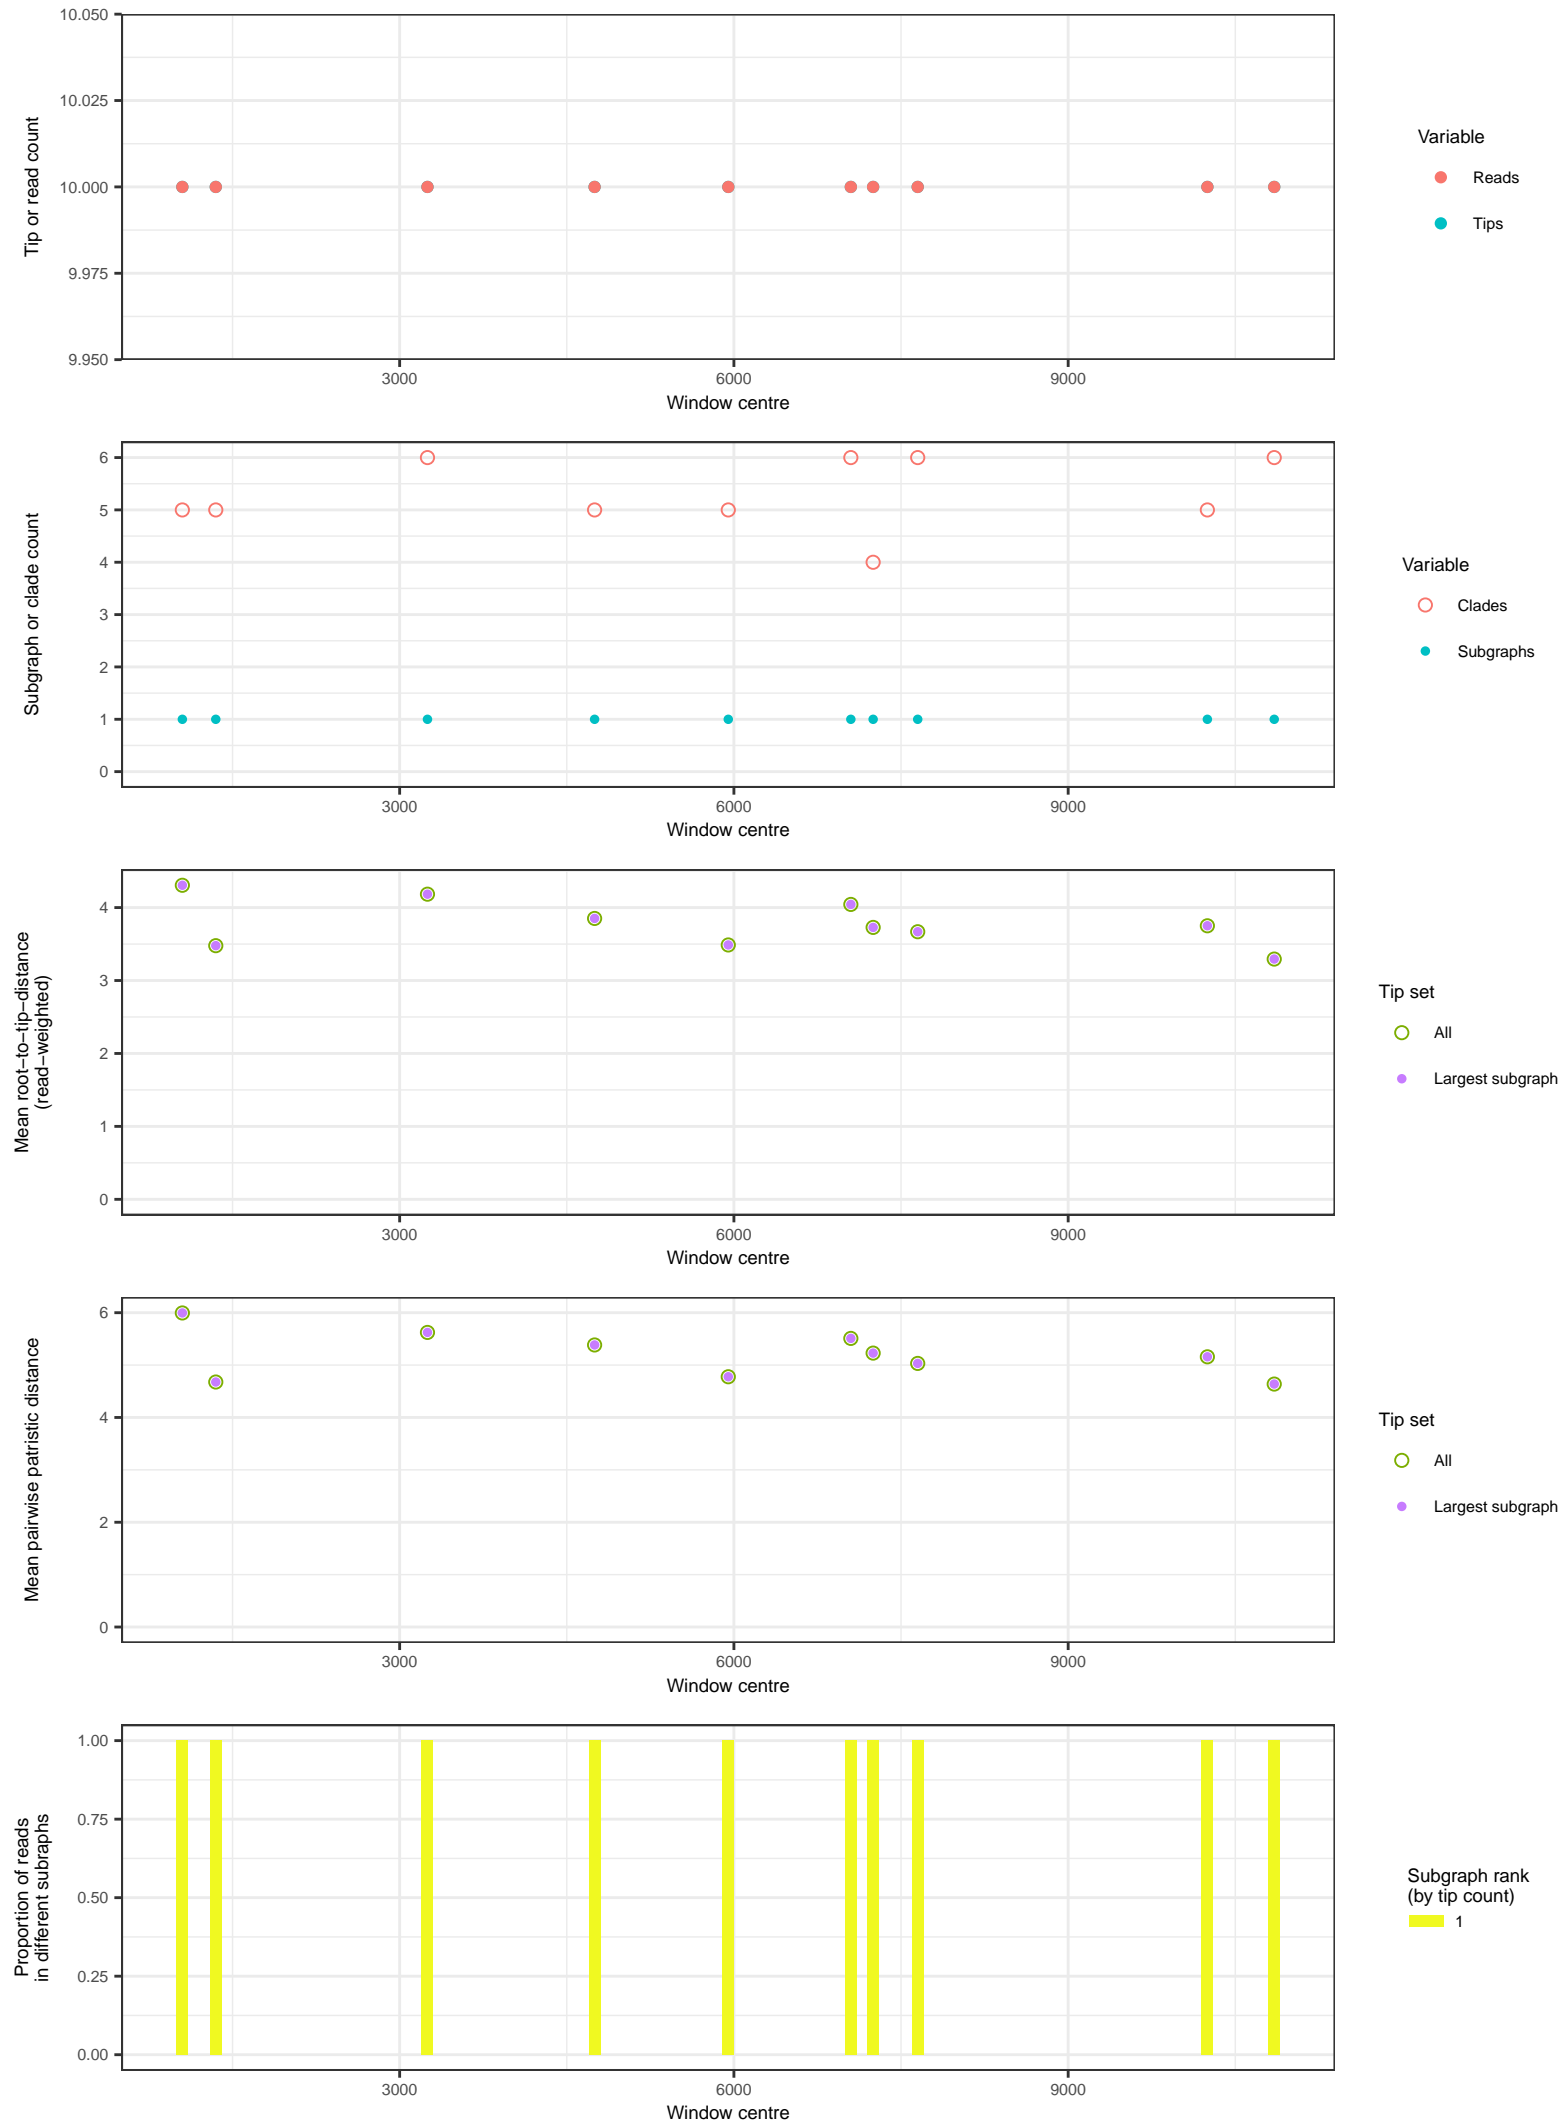 10.050
10.025
10.000
9.975
9.950
Tip or read count
3000
6000
9000
Window centre
Variable
Reads
Tips
6
5
4
3
2
1
0
Subgraph or clade count
3000
6000
9000
Window centre
Variable
Clades
Subgraphs
4
3
2
1
0
Mean root−to−tip−distance
(read−weighted)
3000
6000
9000
Window centre
Tip set
All
Largest subgraph
6
4
2
0
Mean pairwise patristic distance
3000
6000
9000
Window centre
Tip set
All
Largest subgraph
1.00
0.75
0.50
0.25
0.00
Proportion of reads
in different subraphs
3000
6000
9000
Window centre
Subgraph rank
(by tip count)
1